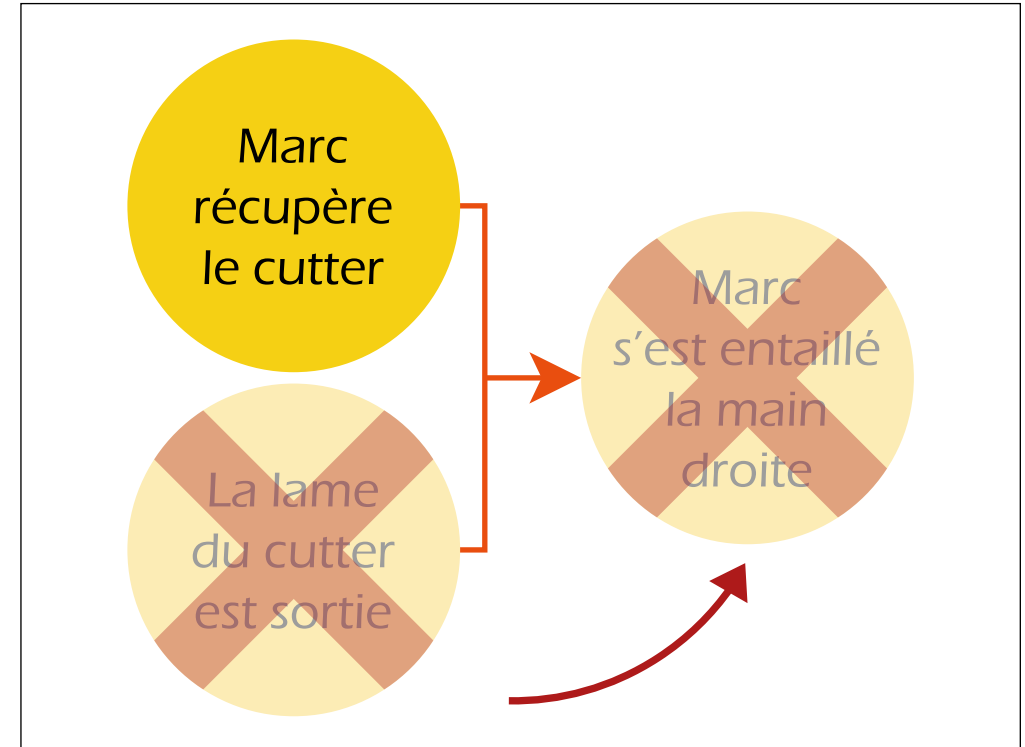 Marc
récupère
le cutter
Marc
s'est entaillé
la main
droite
La lame
du cutter
est sortie